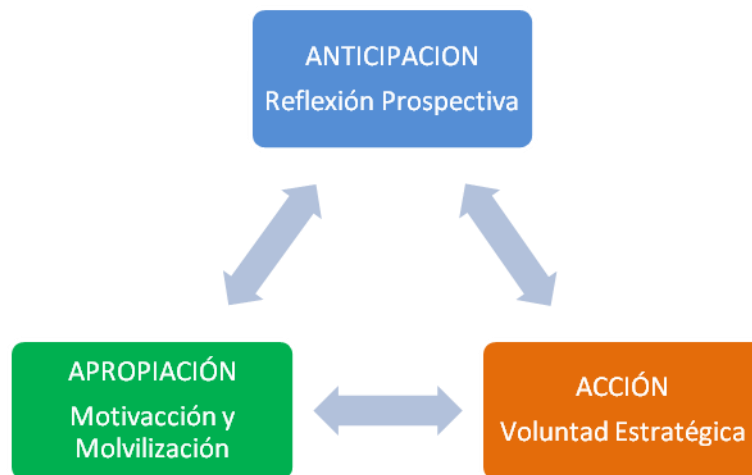 ANTICIPACION
Reflexión Prospectiva
APROPIACIÓN
Motivacción y
Molvilización
ACCIÓN
Voluntad Estratégica